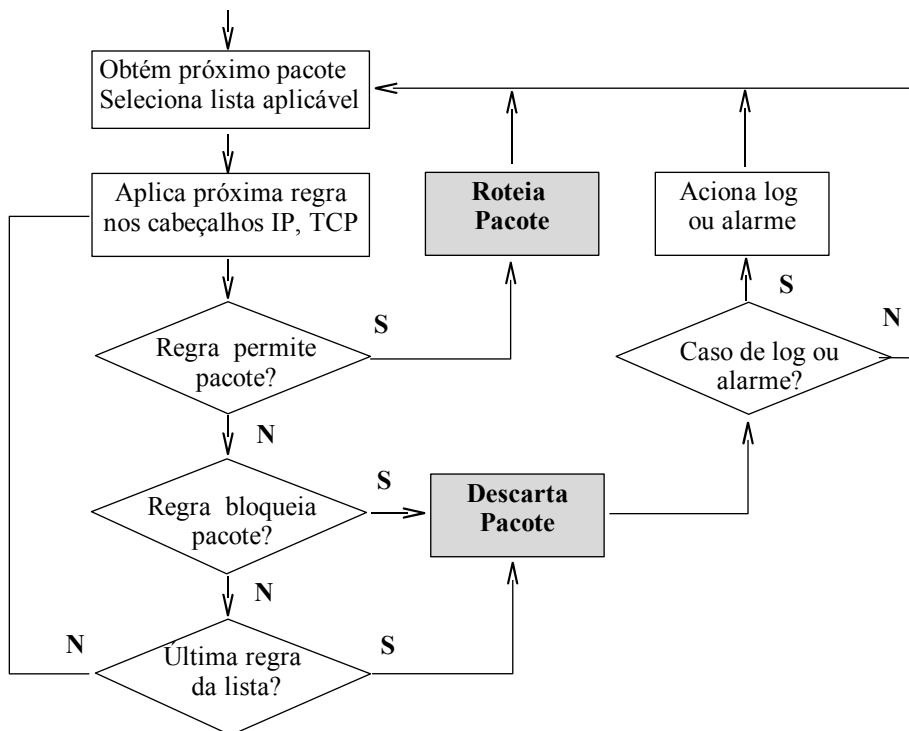 Obtém próximo pacote
Seleciona lista aplicável
Aplica próxima regra
nos cabeçalhos IP, TCP
Roteia
Pacote
Aciona log
ou alarme
S
S
N
Regra permite
pacote?
Caso de log ou
alarme?
N
S
Regra bloqueia
pacote?
Descarta
Pacote
N
N
S
Última regra
da lista?